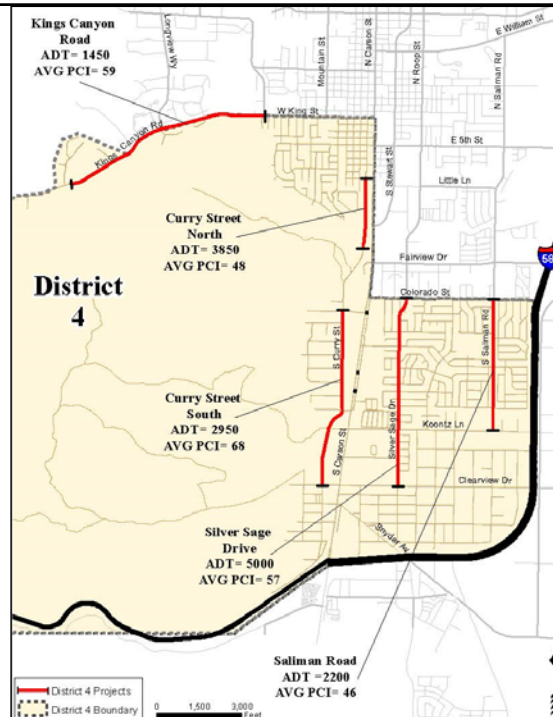 Kings Canyon
Road
ADT= 1450
AVG PCI= 59
Longview Wy
Mountain St
N Carson St
N Roop St
N Saliman Rd
E William St
W King St
Kings Canyon Rd
S Stewart St
E 5th St
Little Ln
Curry Street
North
ADT= 3850
AVG PCI= 48
Fairview Dr
Colorado St
District
4
S Curry St
S Saliman Rd
Curry Street
South
ADT= 2950
AVG PCI= 68
Silver Sage Dr
Koontz Ln
S Carson St
Clearview Dr
Silver Sage
Drive
ADT= 5000
AVG PCI= 57
Snyder Av
Saliman Road
ADT= 2200
AVG PCI= 46
District 4 Projects
District 4 Boundary
0 1,500 3,000
Feet